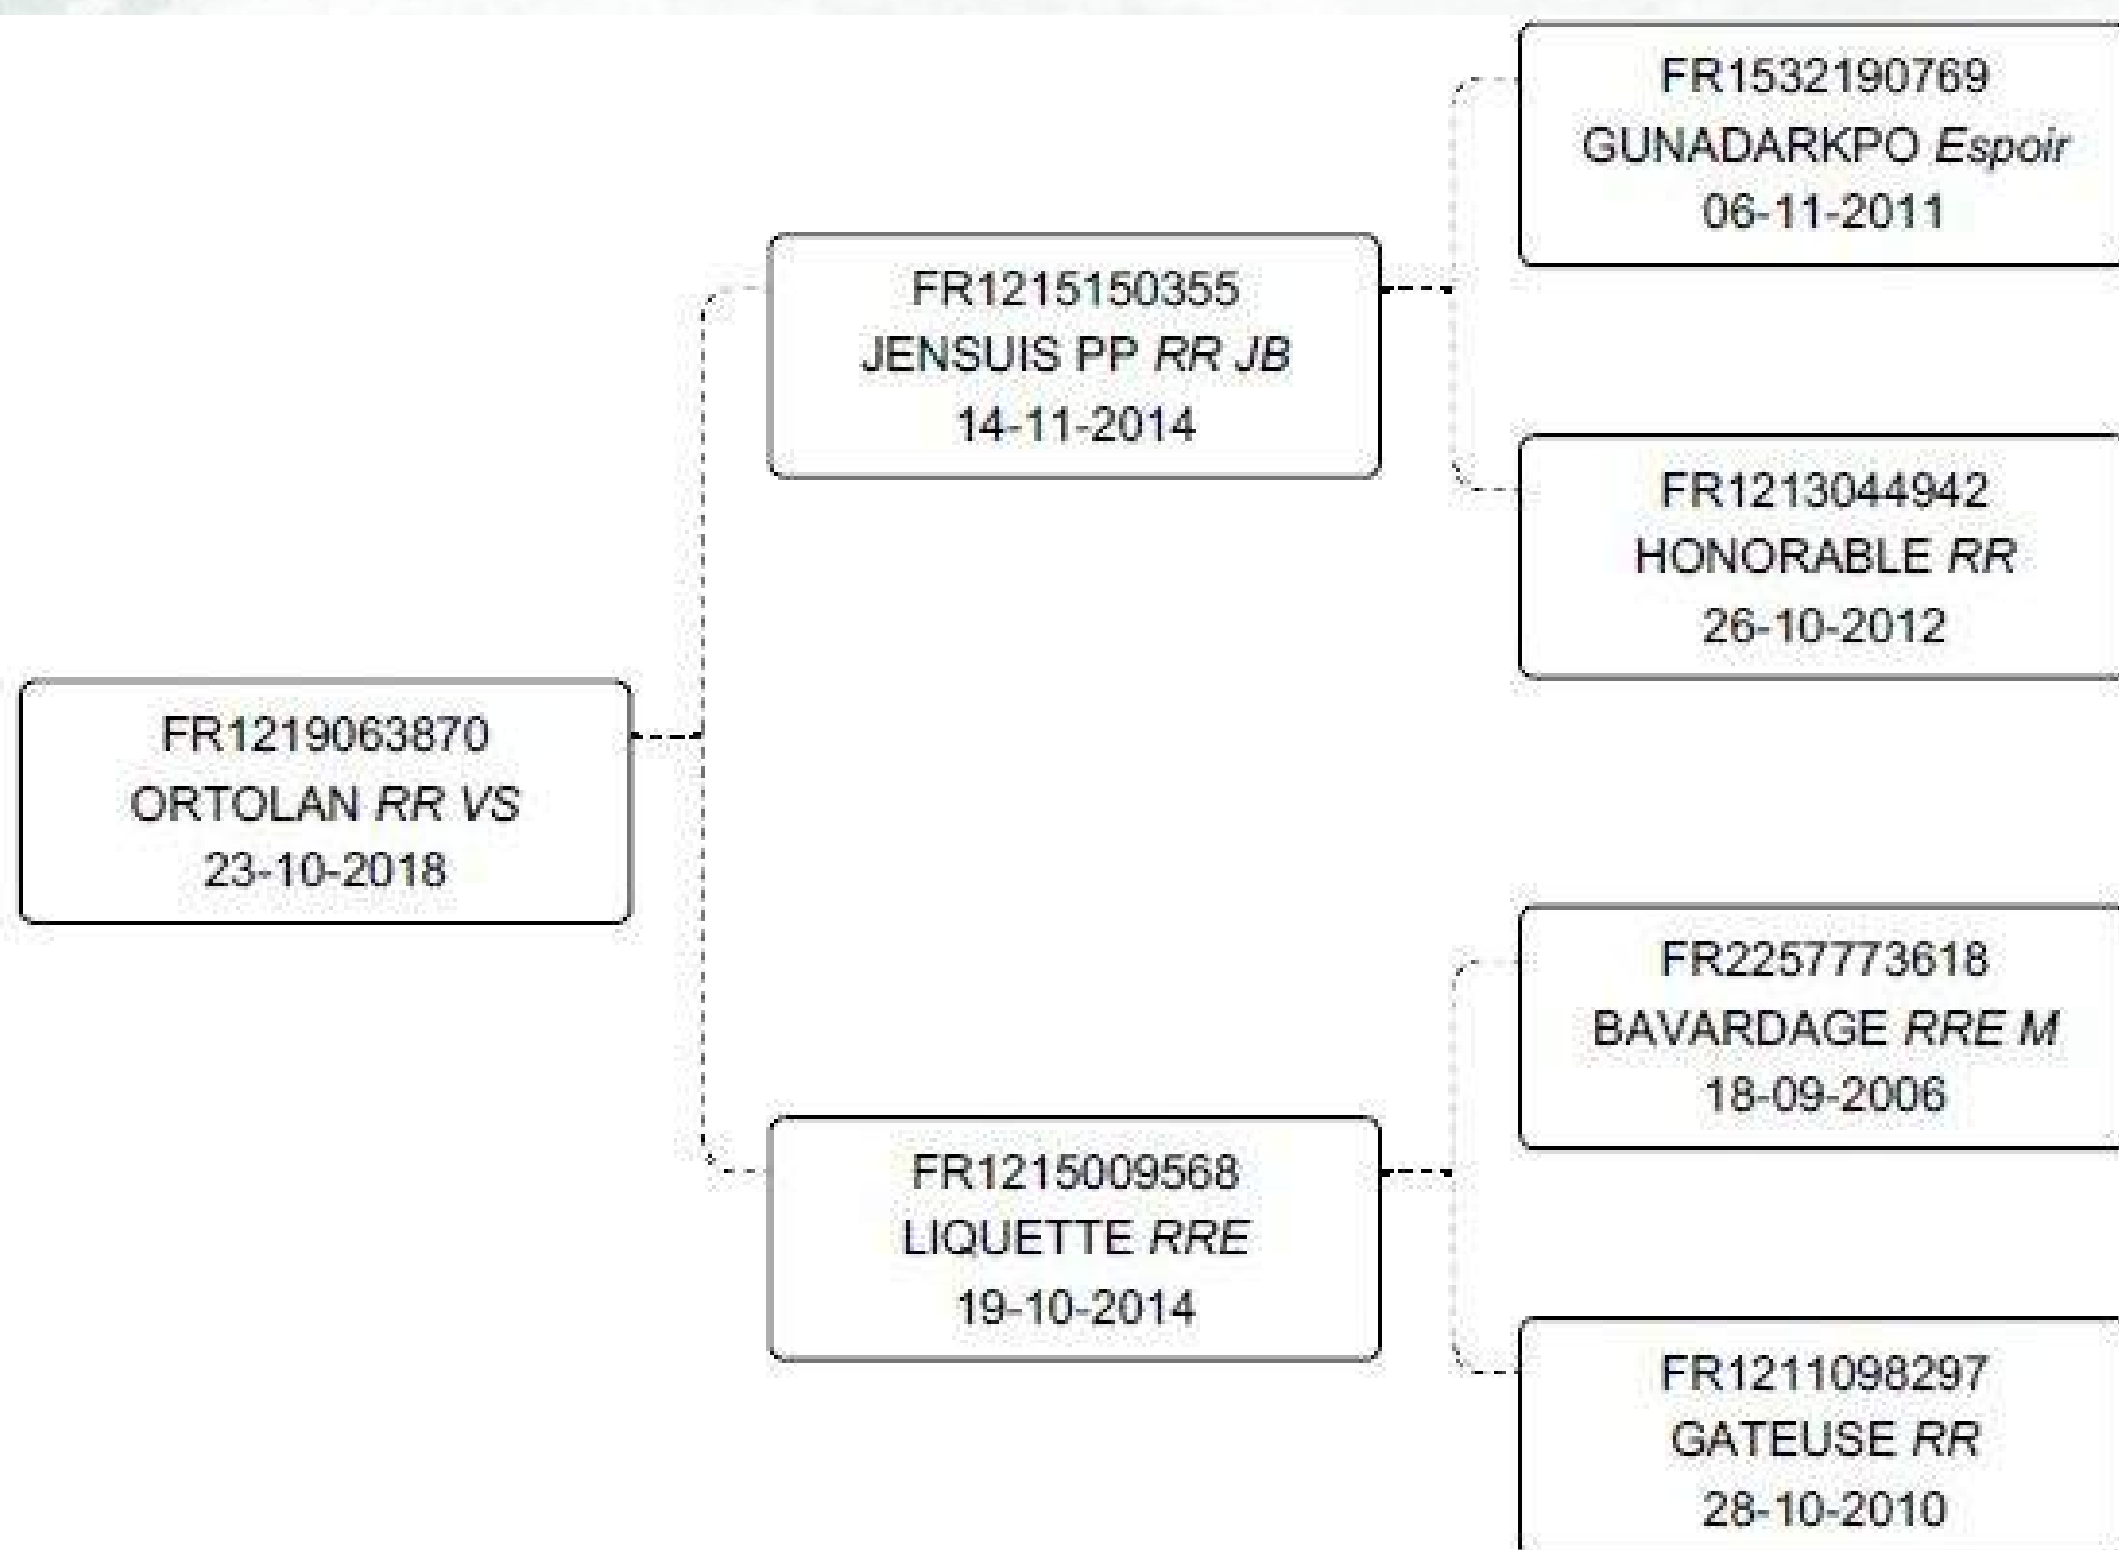 FR1532190769
GUNADARKPO Espoir
06-11-2011
FR1215150355
JENSUIS PP RR JB
14-11-2014
FR1213044942
HONORABLE RR
26-10-2012
FR1219063870
ORTOLAN RR VS
23-10-2018
FR2257773618
BAVARDAGE RRE M
18-09-2006
FR1215009568
LIQUETTE RRE
19-10-2014
FR1211098297
GATEUSE RR
28-10-2010